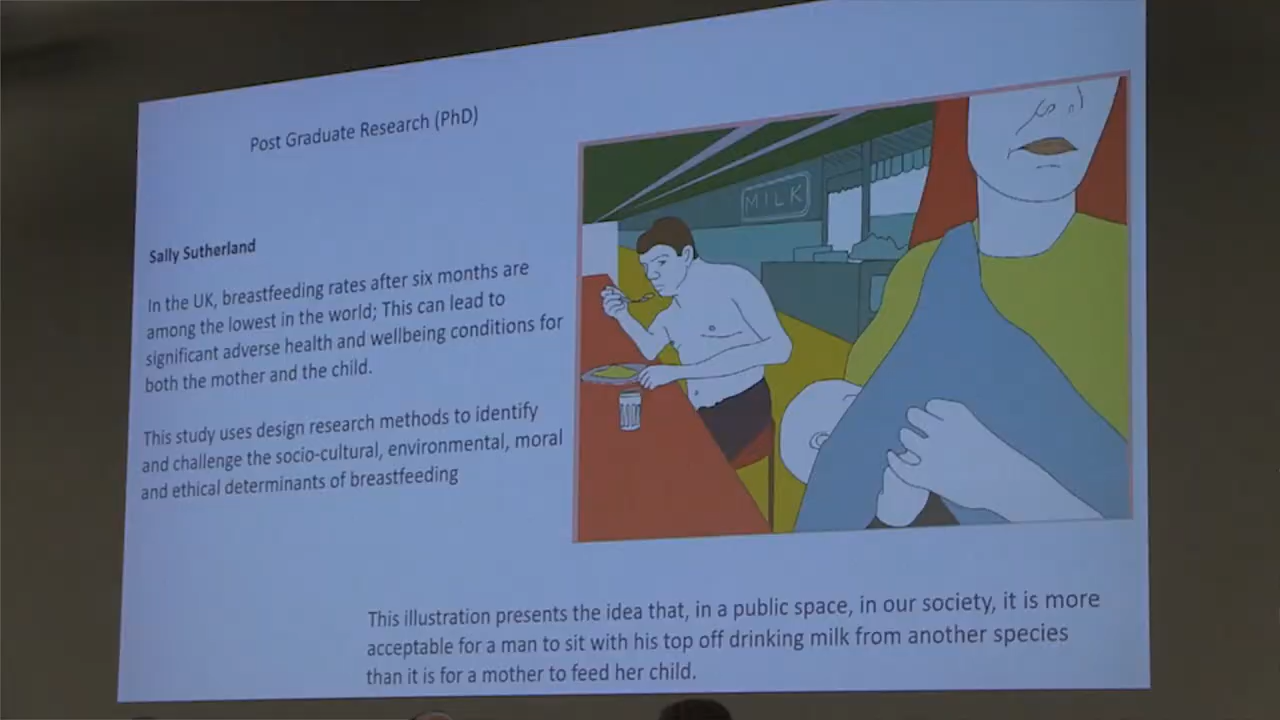 Post Graduate Research (PhD)
Sally Sutherland
In the UK, breastfeeding rates after six months are
among the lowest in the world; This can lead to
significant adverse health and wellbeing conditions for
both the mother and the child.
This study uses design research methods to identify
and challenge the socio-cultural, environmental, moral
and ethical determinants of breastfeeding
MILK
This illustration presents the idea that, in a public space, in our society, it is more
acceptable for a man to sit with his top off drinking milk from another species
than it is for a mother to feed her child.